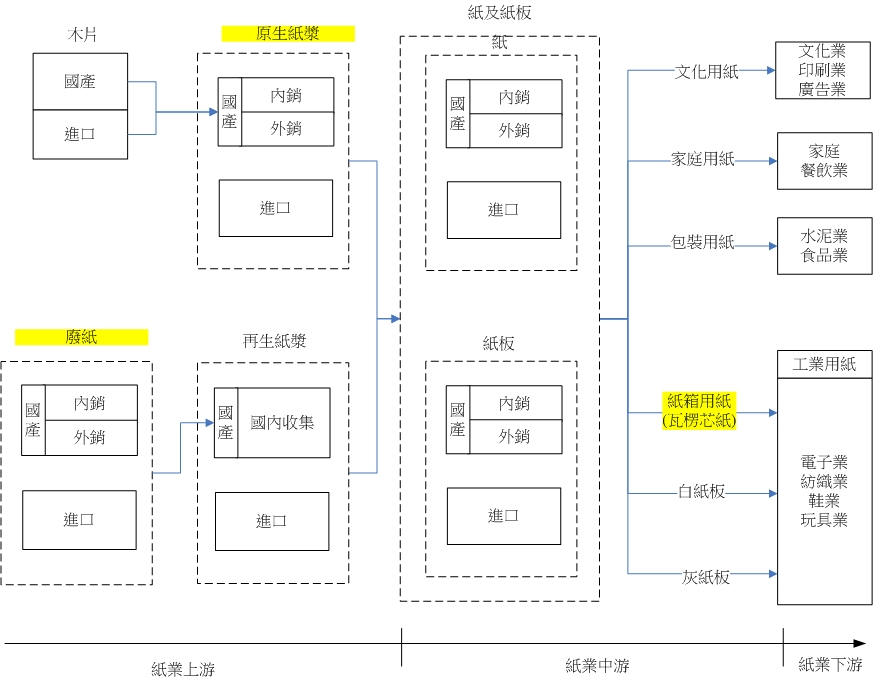 木片
國產
進口
原生紙漿
國產
內銷
外銷
進口
廢紙
國產
內銷
外銷
進口
再生紙漿
國產
國內收集
進口
紙及紙板
紙
國產
內銷
外銷
進口
紙板
國產
內銷
外銷
進口
文化用紙
文化業
印刷業
廣告業
家庭用紙
家庭
餐飲業
包裝用紙
水泥業
食品業
紙箱用紙
(瓦楞芯紙)
白紙板
灰紙板
工業用紙
電子業
紡織業
鞋業
玩具業
紙業上游
紙業中游
紙業下游